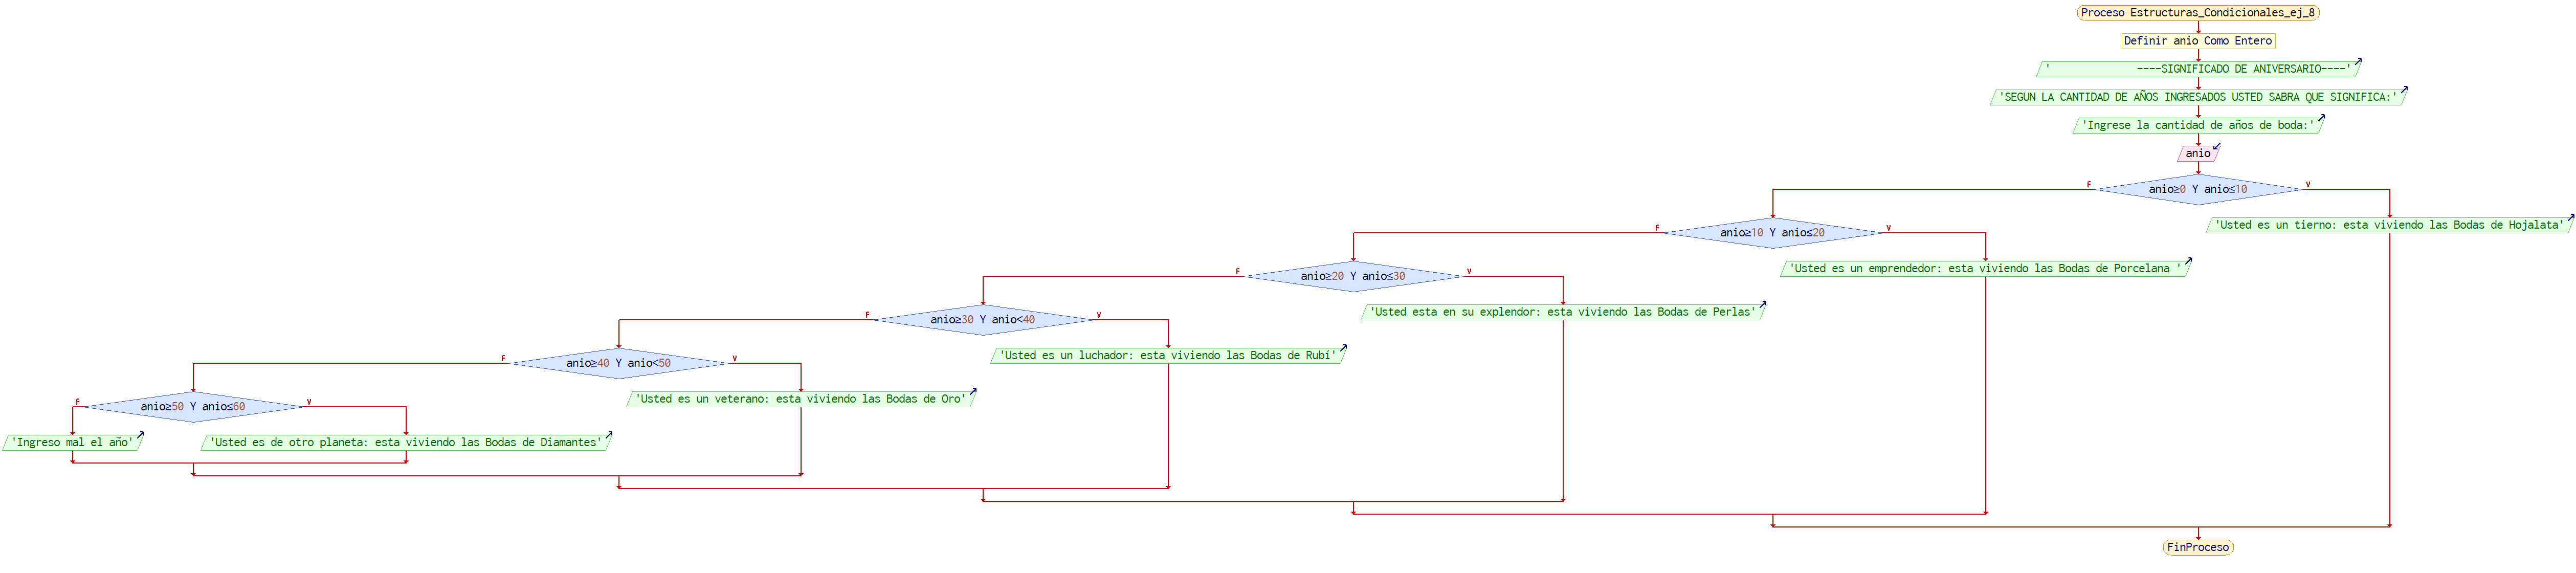 Proceso Estructuras_Condicionales_ej_8
Definir anio Como Entero
'              ----SIGNIFICADO DE ANIVERSARIO----'
'SEGUN LA CANTIDAD DE AÑOS INGRESADOS USTED SABRA QUE SIGNIFICA:'
'Ingrese la cantidad de años de boda:'
anio
F
anio≥0 Y anio≤10
V
'Usted es un tierno: esta viviendo las Bodas de Hojalata'
F
anio≥10 Y anio≤20
V
'Usted es un emprendedor: esta viviendo las Bodas de Porcelana '
F
anio≥20 Y anio≤30
V
'Usted esta en su explendor: esta viviendo las Bodas de Perlas'
F
anio≥30 Y anio<40
V
'Usted es un luchador: esta viviendo las Bodas de Rubí'
F
anio≥40 Y anio<50
V
'Usted es un veterano: esta viviendo las Bodas de Oro'
F
anio≥50 Y anio≤60
V
'Ingreso mal el año'
'Usted es de otro planeta: esta viviendo las Bodas de Diamantes'
FinProceso